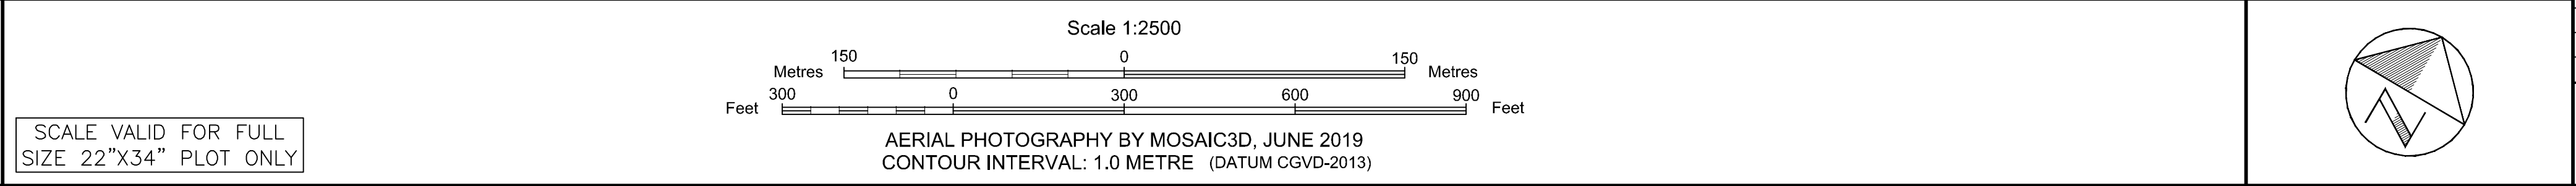 Scale 1:2500
150 0 150
Metres Metres
300 0 300 600 900
Feet Feet
SCALE VALID FOR FULL
SIZE 22"X34" PLOT ONLY
AERIAL PHOTOGRAPHY BY MOSAIC3D, JUNE 2019
CONTOUR INTERVAL: 1.0 METRE (DATUM CGVD-2013)
N